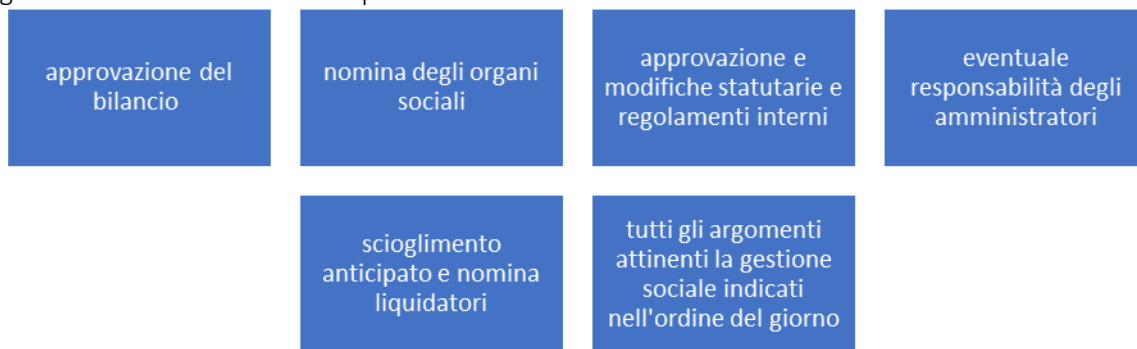 approvazione del
bilancio
nomina degli organi
sociali
approvazione e
modifiche statutarie e
regolamenti interni
eventuale
responsabilità degli
amministratori
scioglimento
anticipato e nomina
liquidatori
tutti gli argomenti
attinenti la gestione
sociale indicati
nell'ordine del giorno